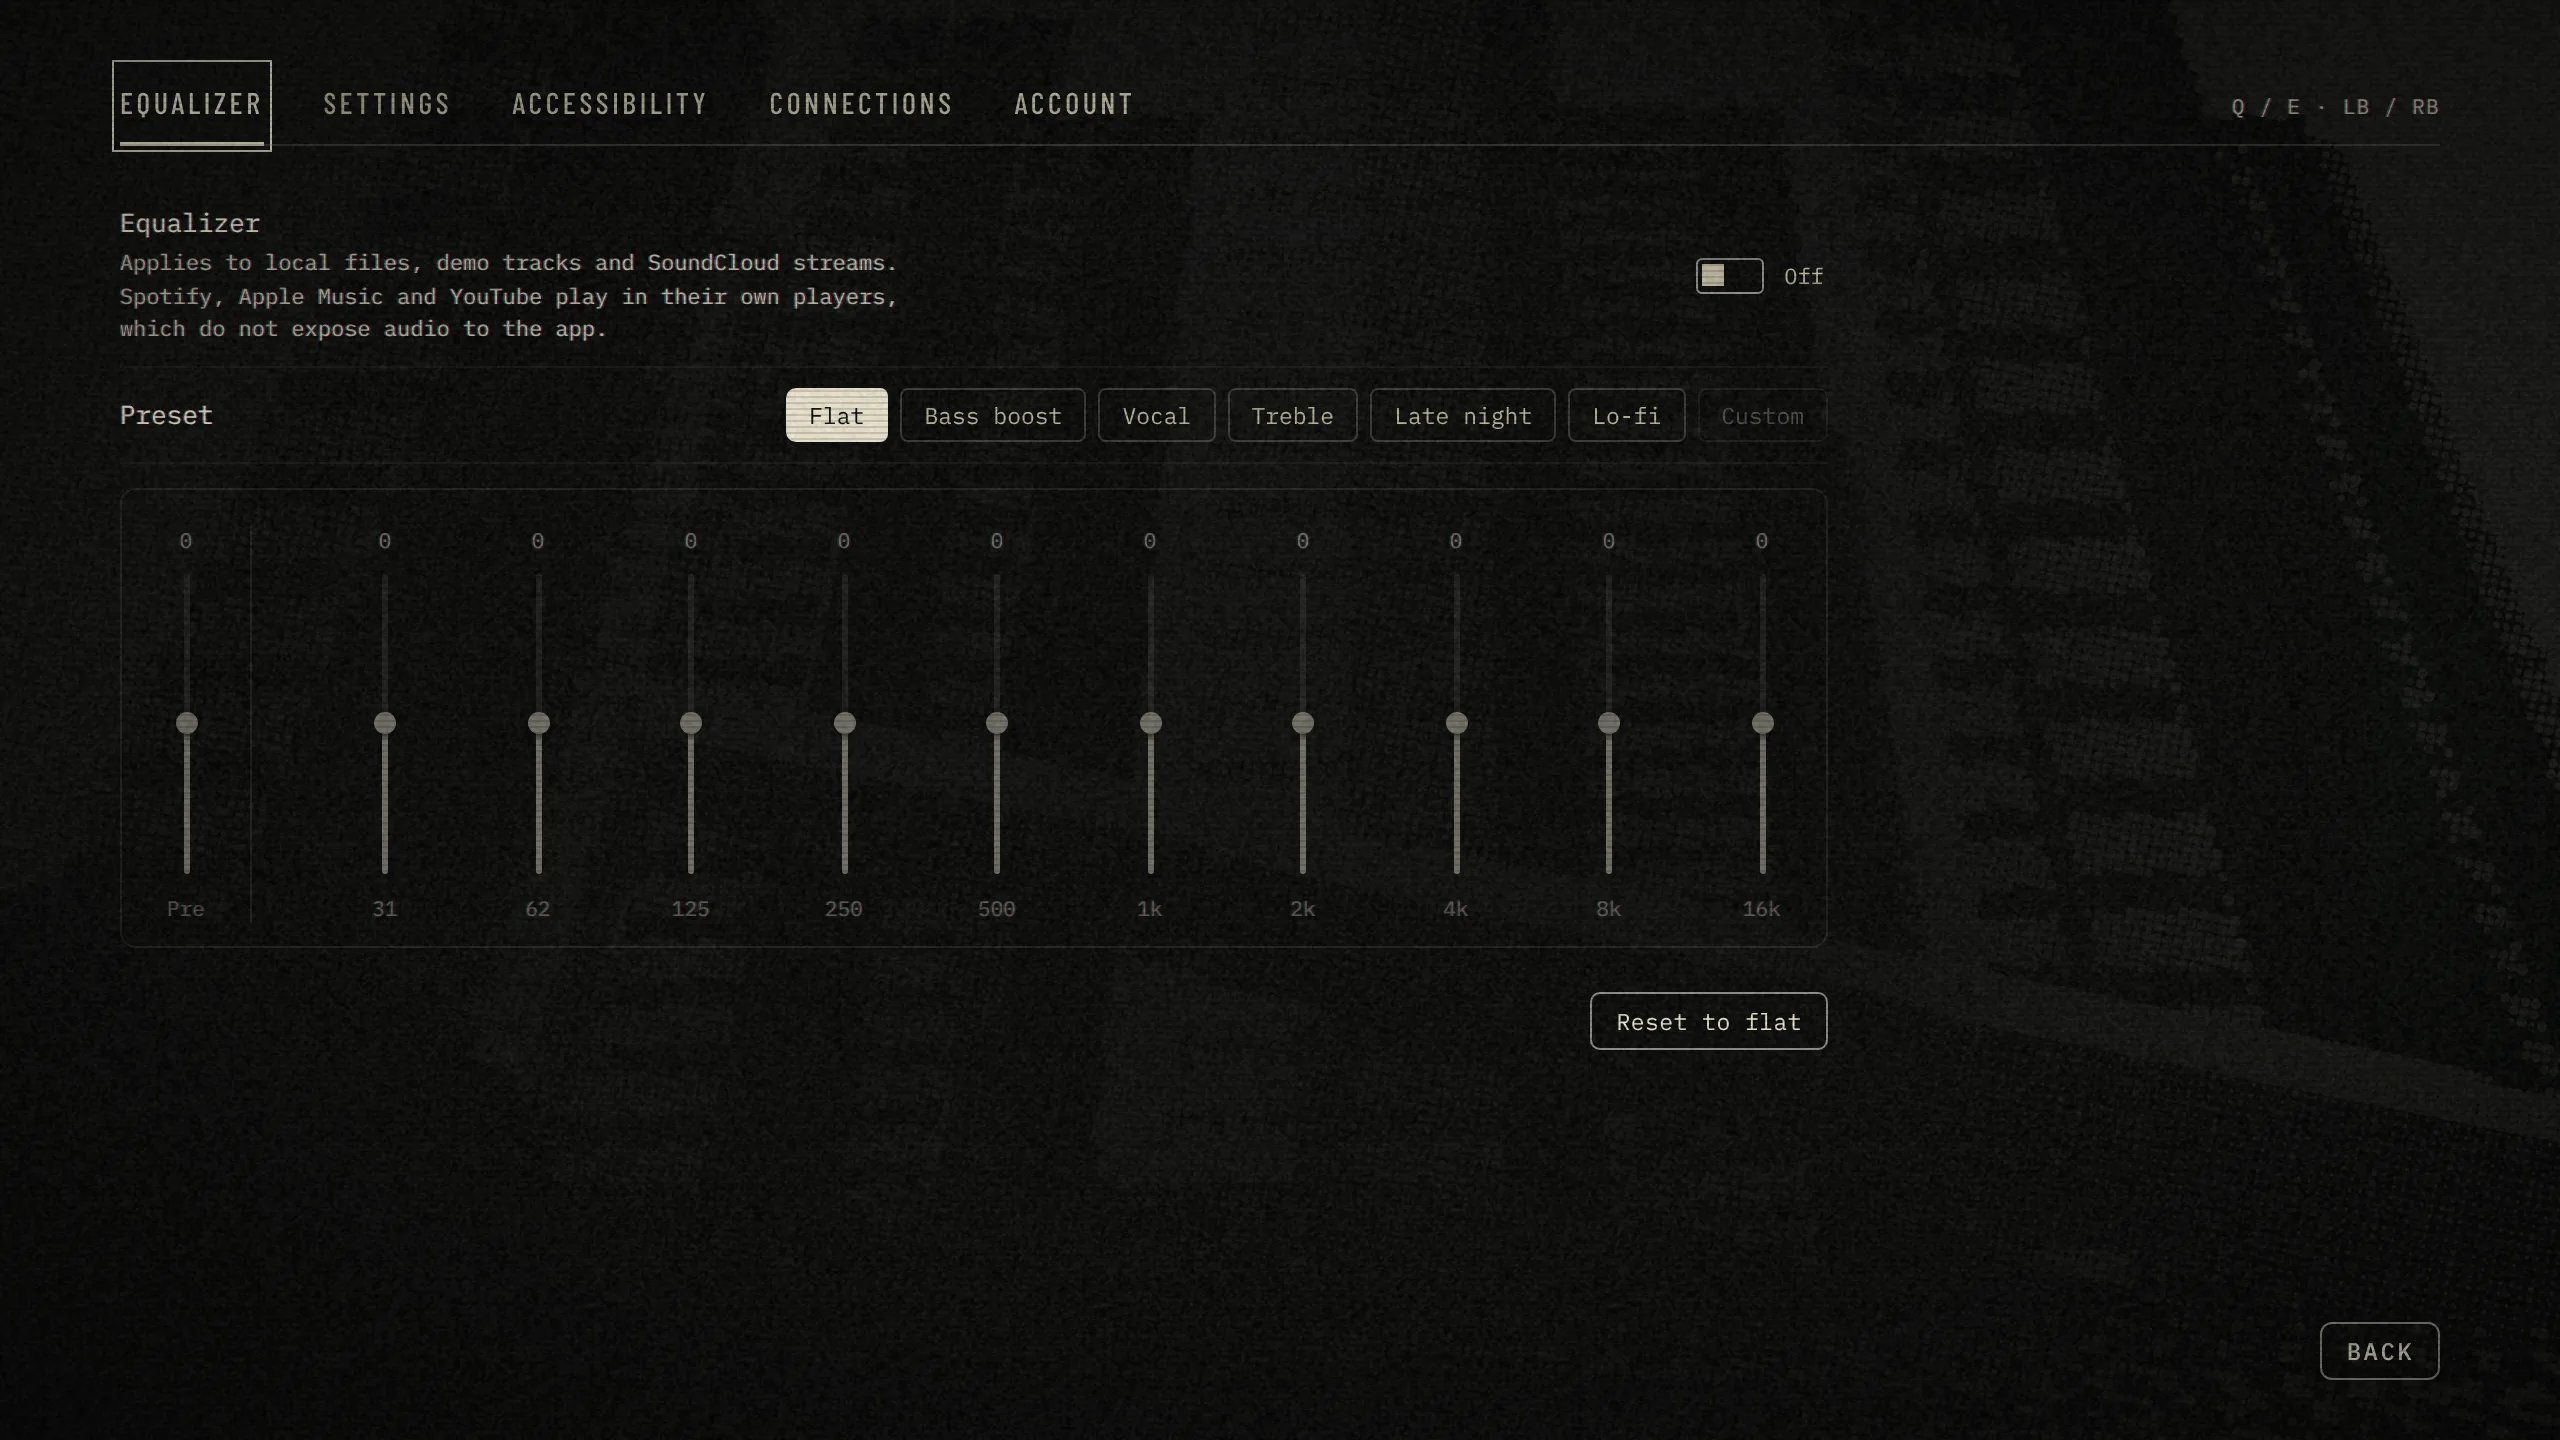 EQUALIZER SETTINGS ACCESSIBILITY CONNECTIONS ACCOUNT Q / E · LB / RB
Equalizer
Applies to local files, demo tracks and SoundCloud streams.
Spotify, Apple Music and YouTube play in their own players,
which do not expose audio to the app.
Off
Preset Flat Bass boost Vocal Treble Late night Lo-fi Custom
0 0 0 0 0 0 0 0 0 0 0
Pre 31 62 125 250 500 1k 2k 4k 8k 16k
Reset to flat
BACK